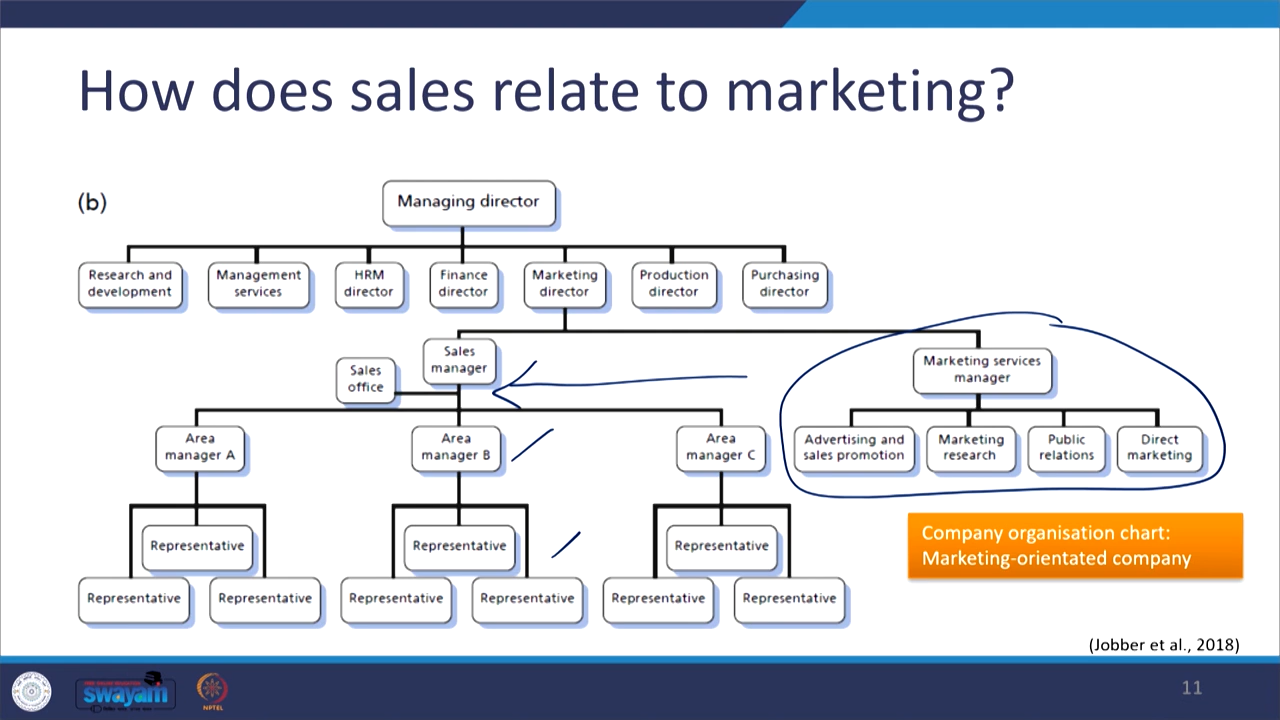 How does sales relate to marketing?
(b)
Managing director
Research and
development
Management
services
HRM
director
Finance
director
Marketing
director
Production
director
Purchasing
director
Sales
manager
Sales
office
Marketing services
manager
Area
manager A
Area
manager B
Area
manager C
Advertising and
sales promotion
Marketing
research
Public
relations
Direct
marketing
Representative
Representative
Representative
Representative
Representative
Representative
Representative
Representative
Representative
Company organisation chart:
Marketing-orientated company
(Jobber et al., 2018)
swayam
NPTEL
11